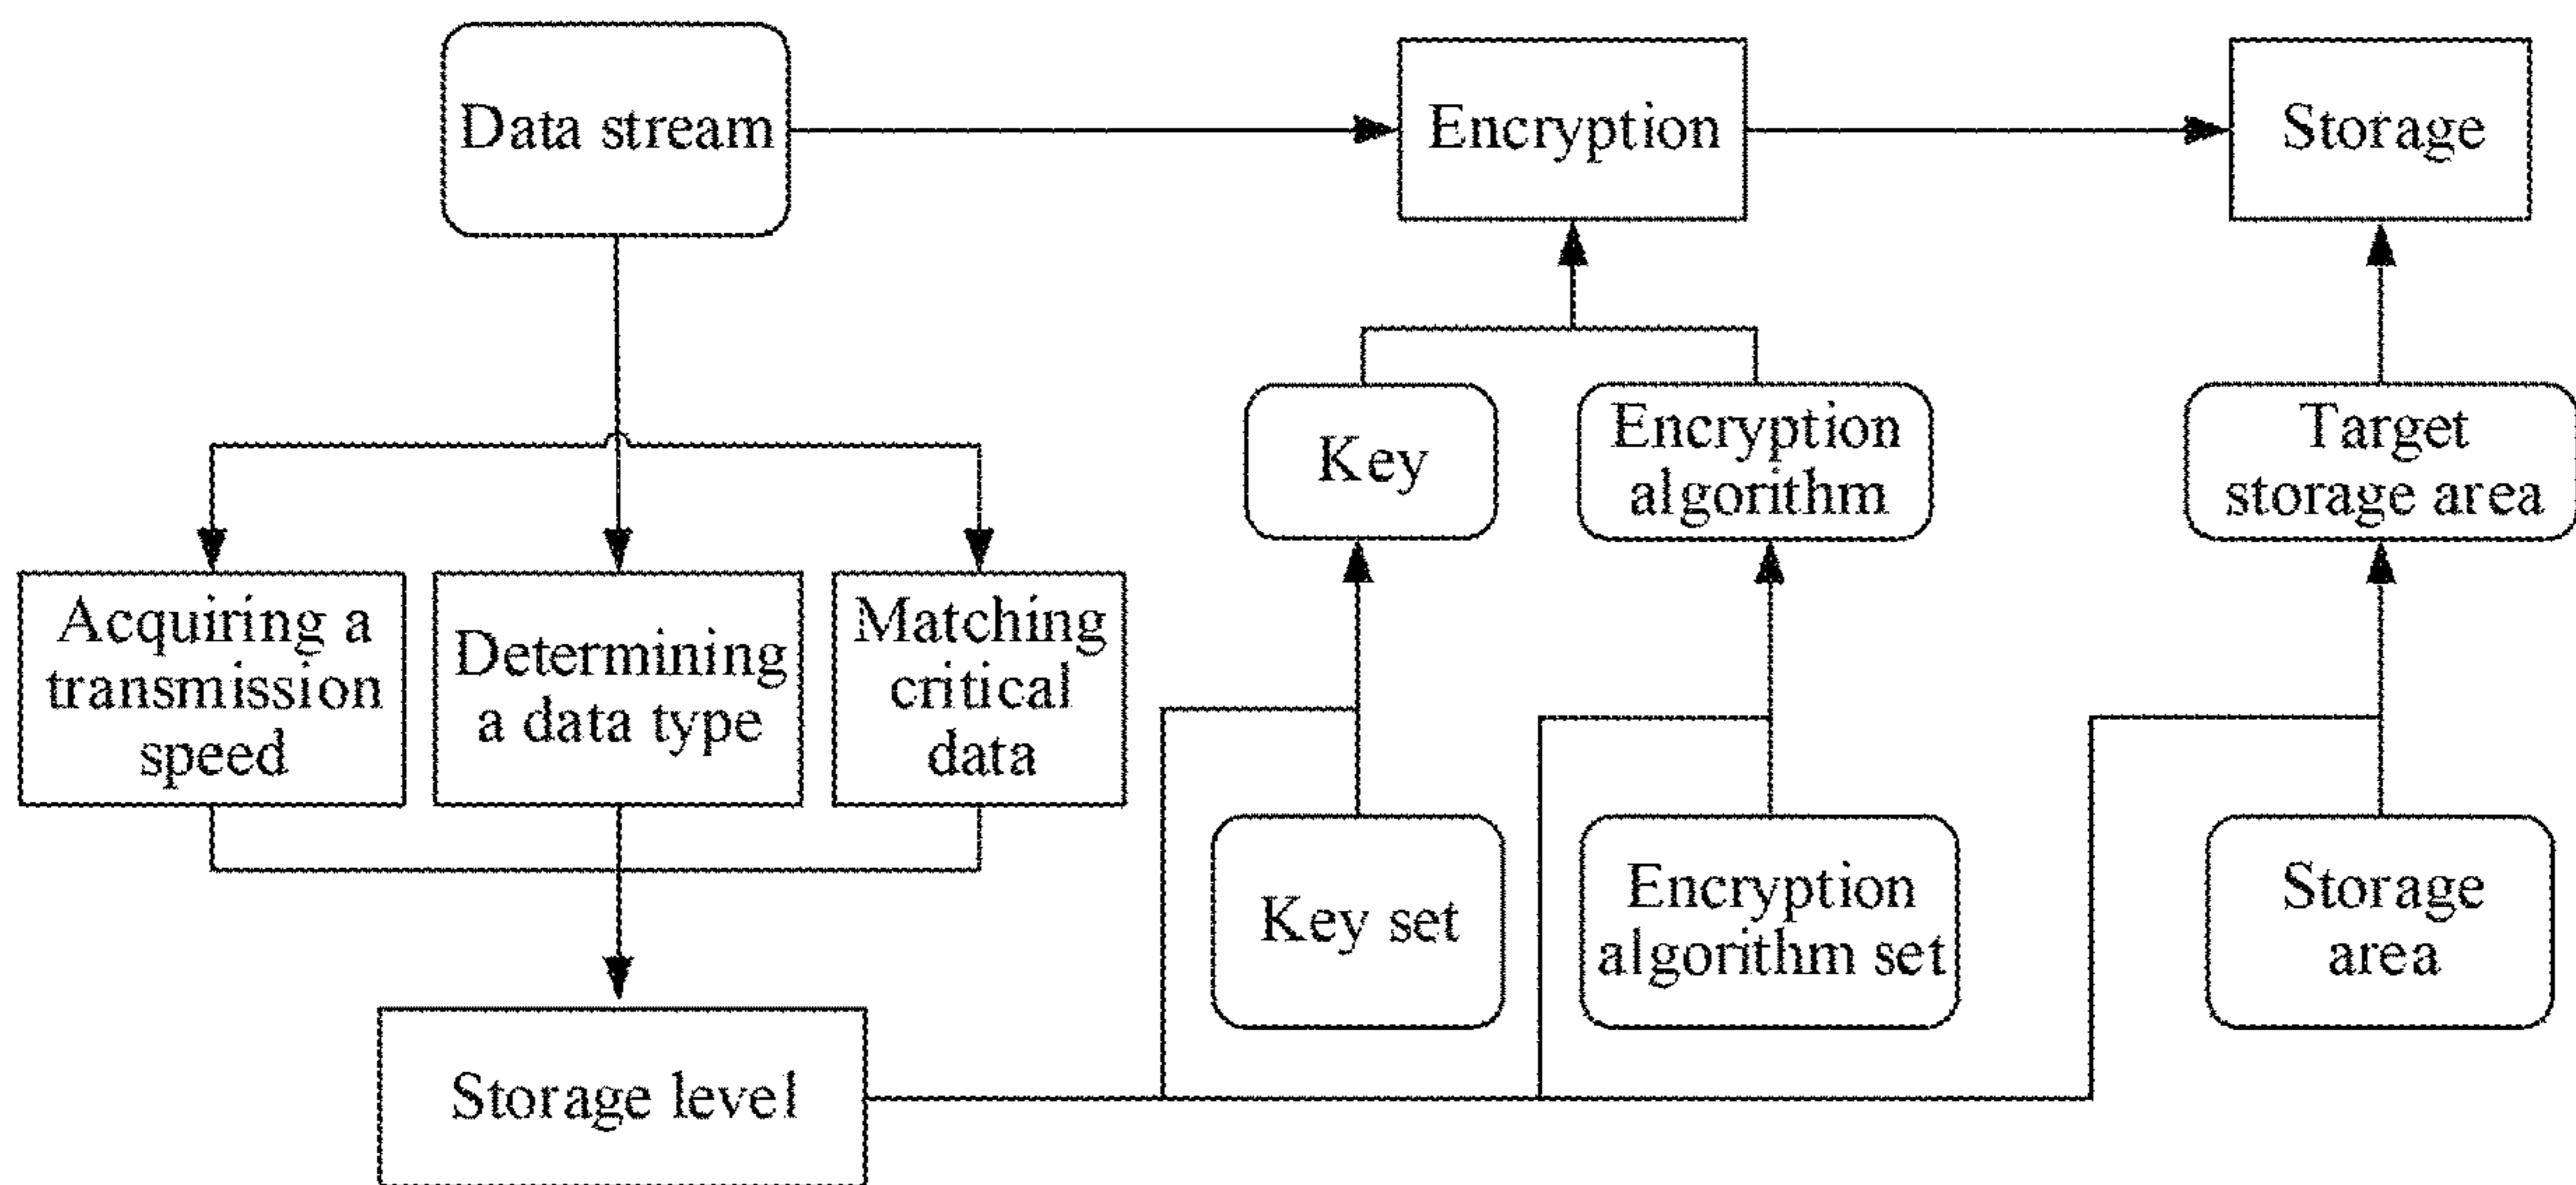 Data stream
Encryption
Storage
Key
Encryption
algorithm
Target
storage area
Acquiring a
transmission
speed
Determining
a data type
Matching
critical
data
Key set
Encryption
algorithm set
Storage
area
Storage level